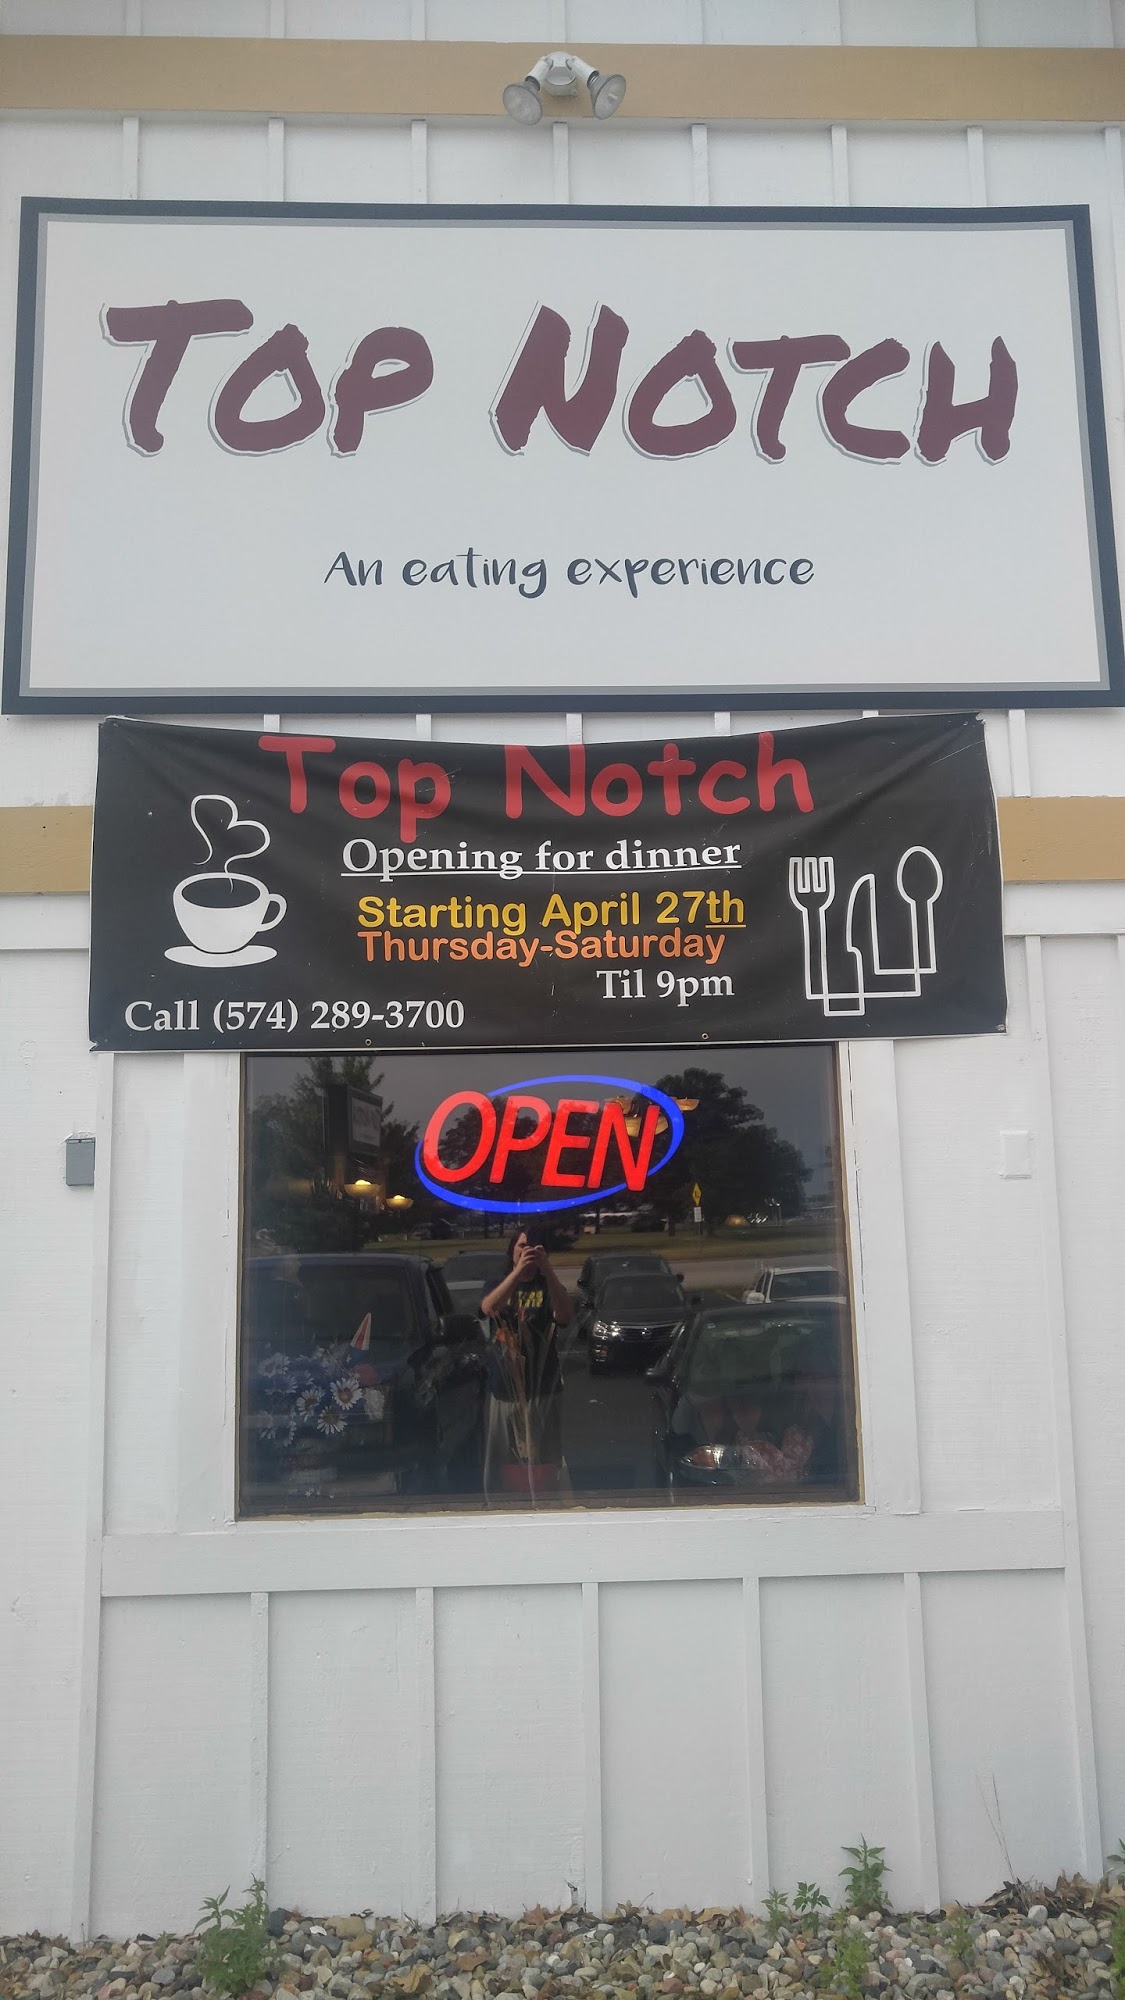 Top Notch
An eating experience
Top Notch
Opening for dinner
Starting April 27th
Thursday-Saturday
Til 9pm
Call (574) 289-3700
OPEN